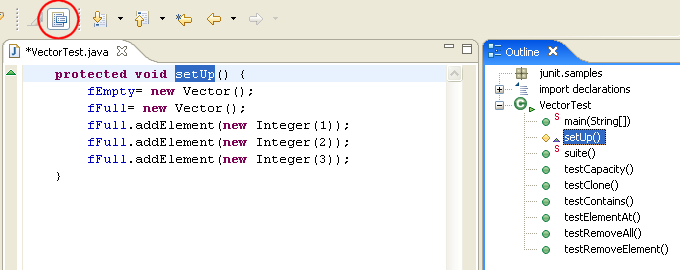 *VectorTest.java
protected void setUp() {
fEmpty= new Vector();
fFull= new Vector();
fFull.addElement(new Integer(1));
fFull.addElement(new Integer(2));
fFull.addElement(new Integer(3));
}
Outline
junit.samples
import declarations
VectorTest
main(String[])
setUp()
suite()
testCapacity()
testClone()
testContains()
testElementAt()
testRemoveAll()
testRemoveElement()